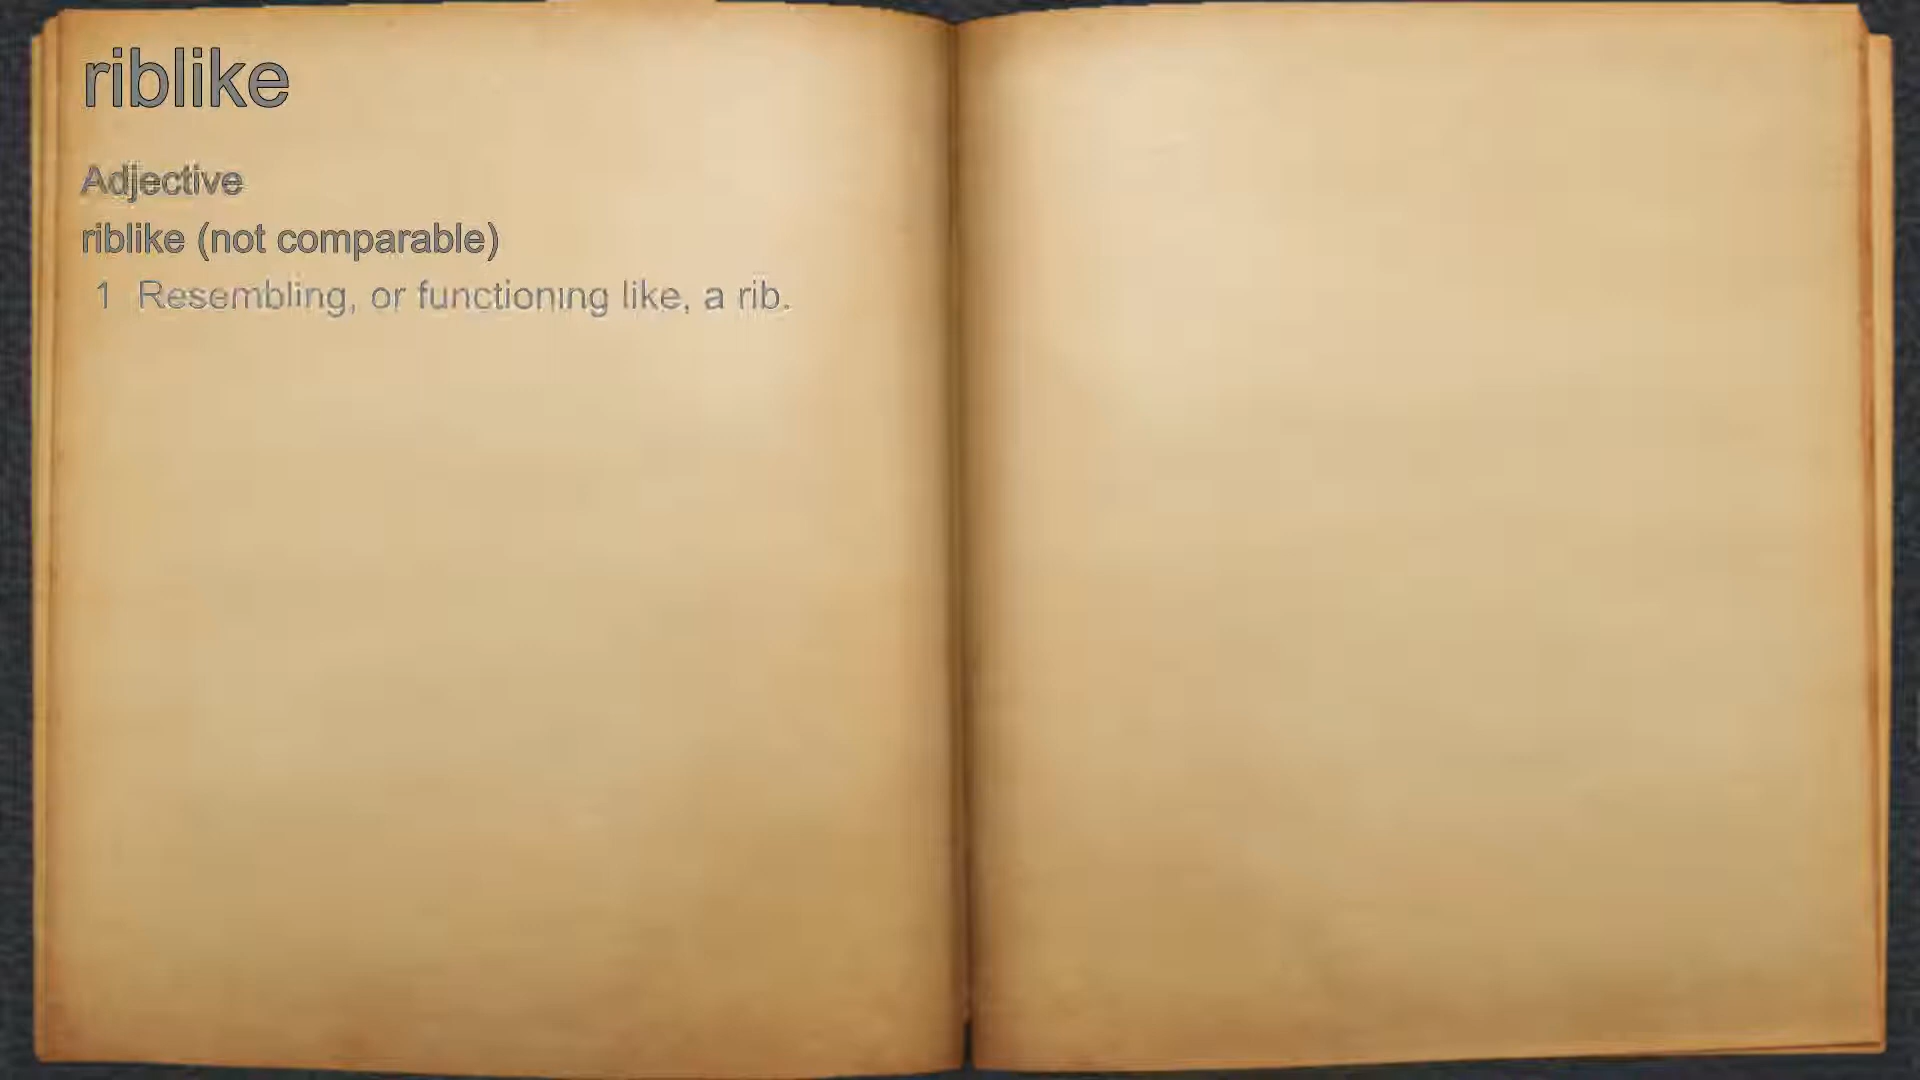 riblike
Adjective
riblike (not comparable)
1 Resembling, or functioning like, a rib.